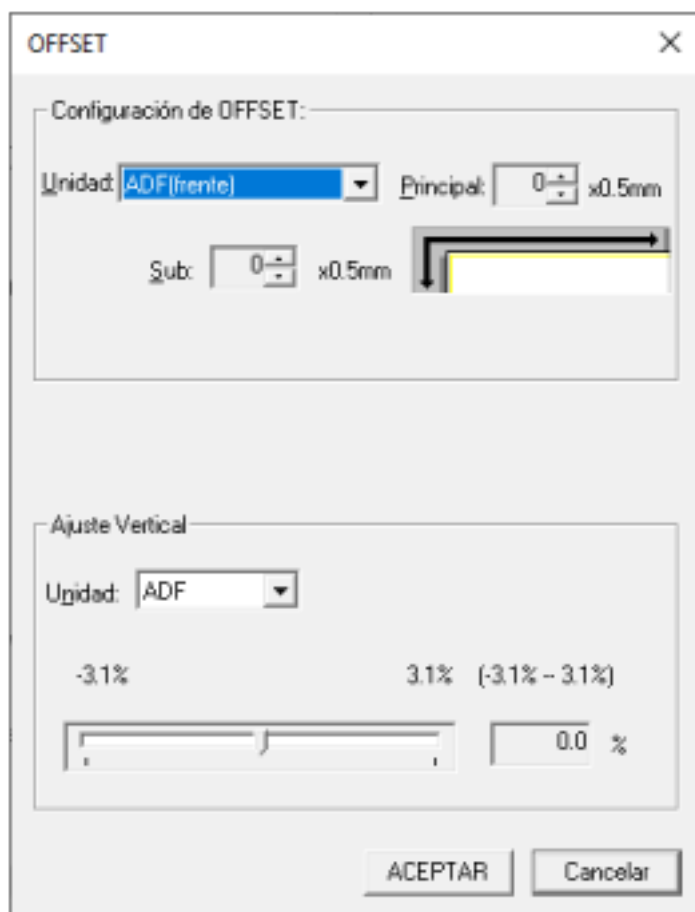 OFFSET
Configuración de OFFSET:
Unidad: ADF(frente) Principal: 0 x0.5mm
Sub: 0 x0.5mm
Ajuste Vertical
Unidad: ADF
-3.1% 3.1% (-3.1% -- 3.1%)
0.0 %
ACEPTAR Cancelar